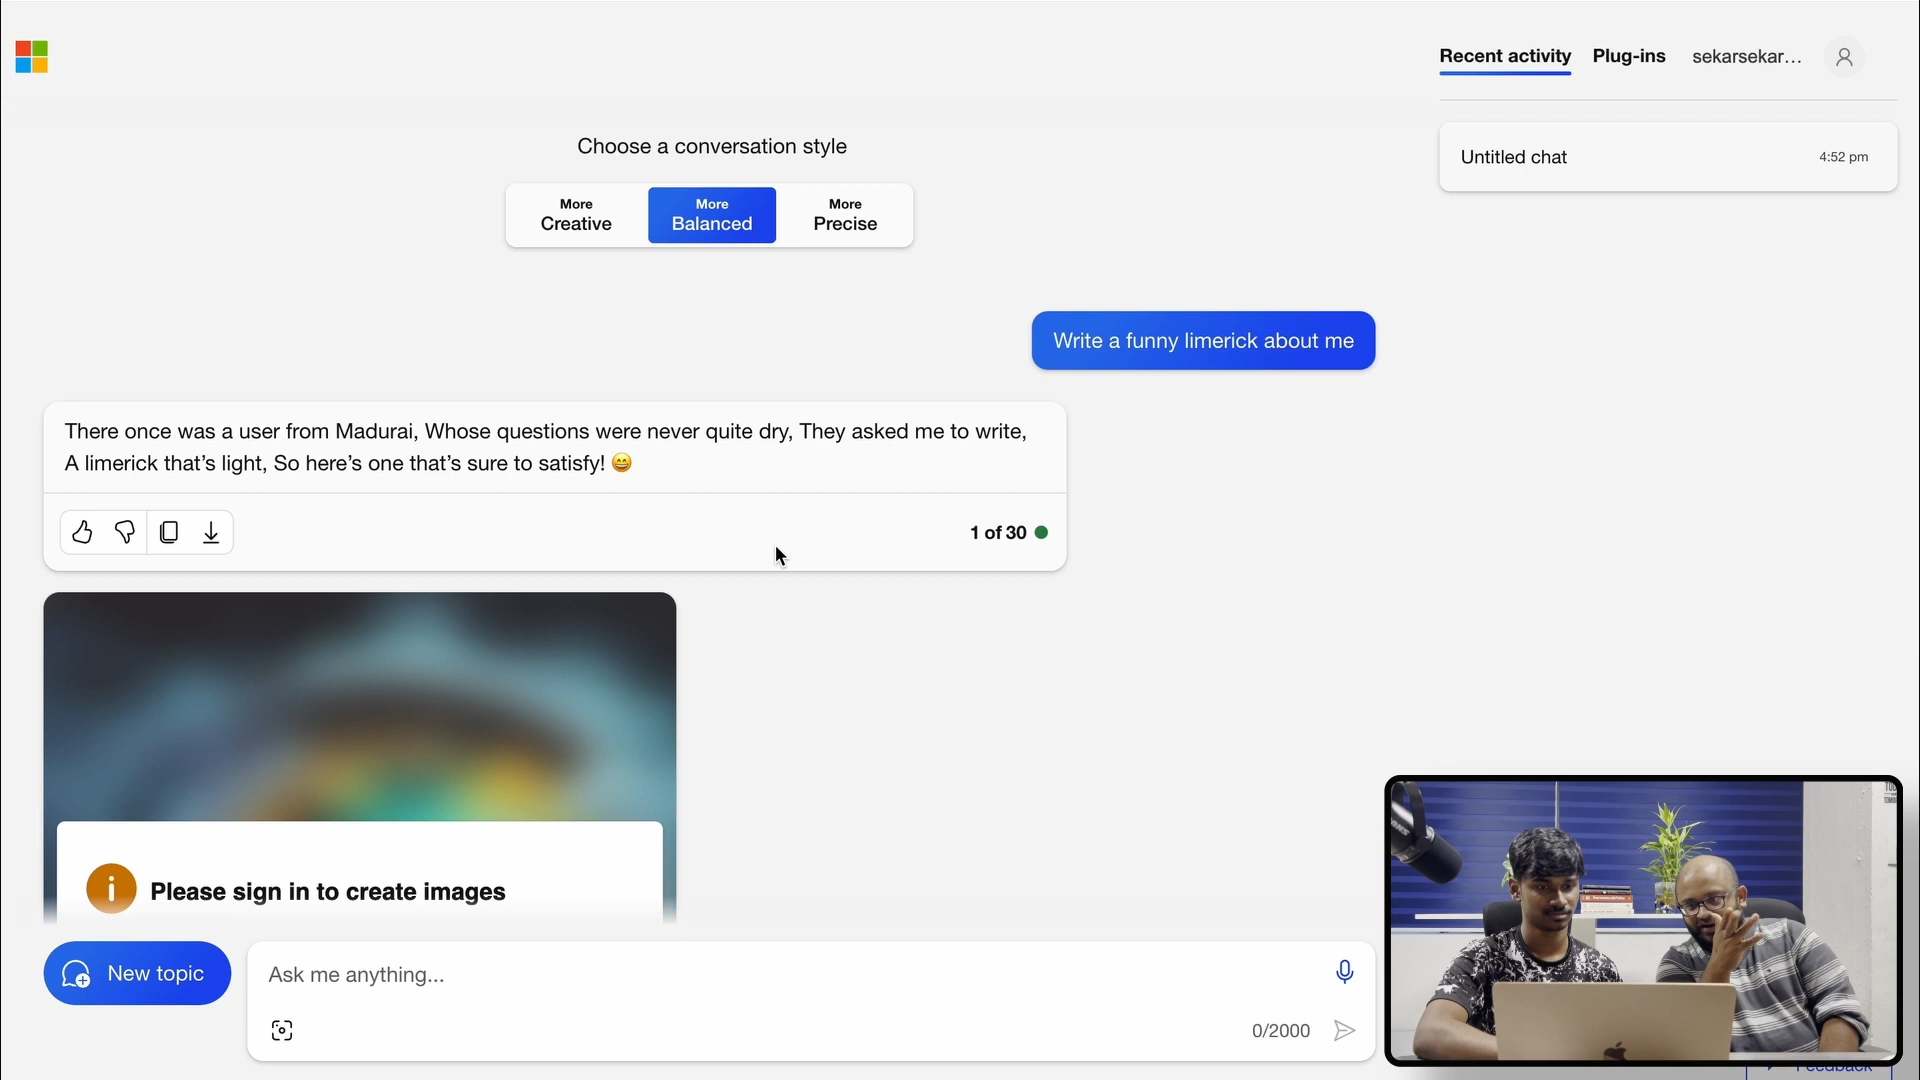 Recent activity Plug-ins sekarsekar...
Choose a conversation style
Untitled chat 4:52 pm
More Creative
More Balanced
More Precise
Write a funny limerick about me
There once was a user from Madurai, Whose questions were never quite dry, They asked me to write,
A limerick that’s light, So here’s one that’s sure to satisfy! 😄
1 of 30
Please sign in to create images
New topic
Ask me anything...
0/2000
Feedback